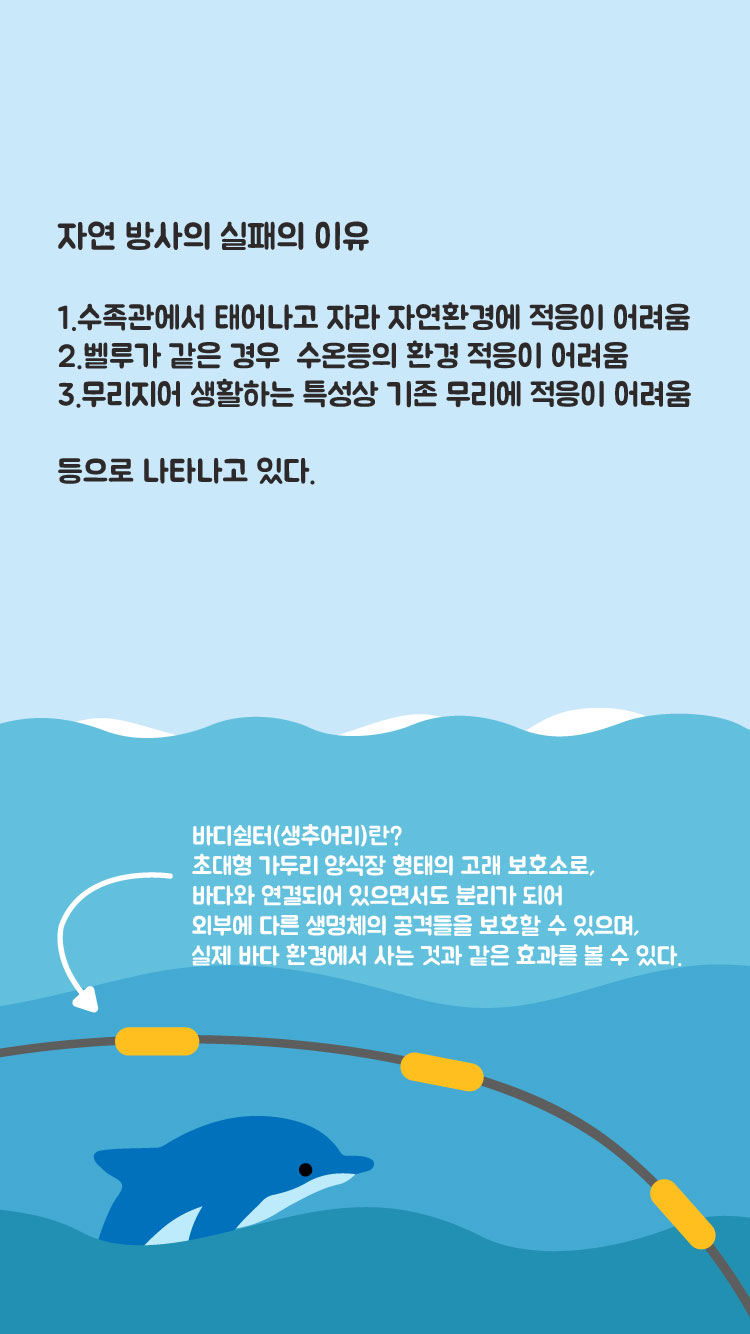 자연 방사의 실패의 이유
1.수족관에서 태어나고 자라 자연환경에 적응이 어려움
2.벨루가 같은 경우 수온등의 환경 적응이 어려움
3.무리지어 생활하는 특성상 기존 무리에 적응이 어려움
등으로 나타나고 있다.
바디쉼터(생추어리)란?
초대형 가두리 양식장 형태의 고래 보호소로,
바다와 연결되어 있으면서도 분리가 되어
외부에 다른 생명체의 공격들을 보호할 수 있으며,
실제 바다 환경에서 사는 것과 같은 효과를 볼 수 있다.